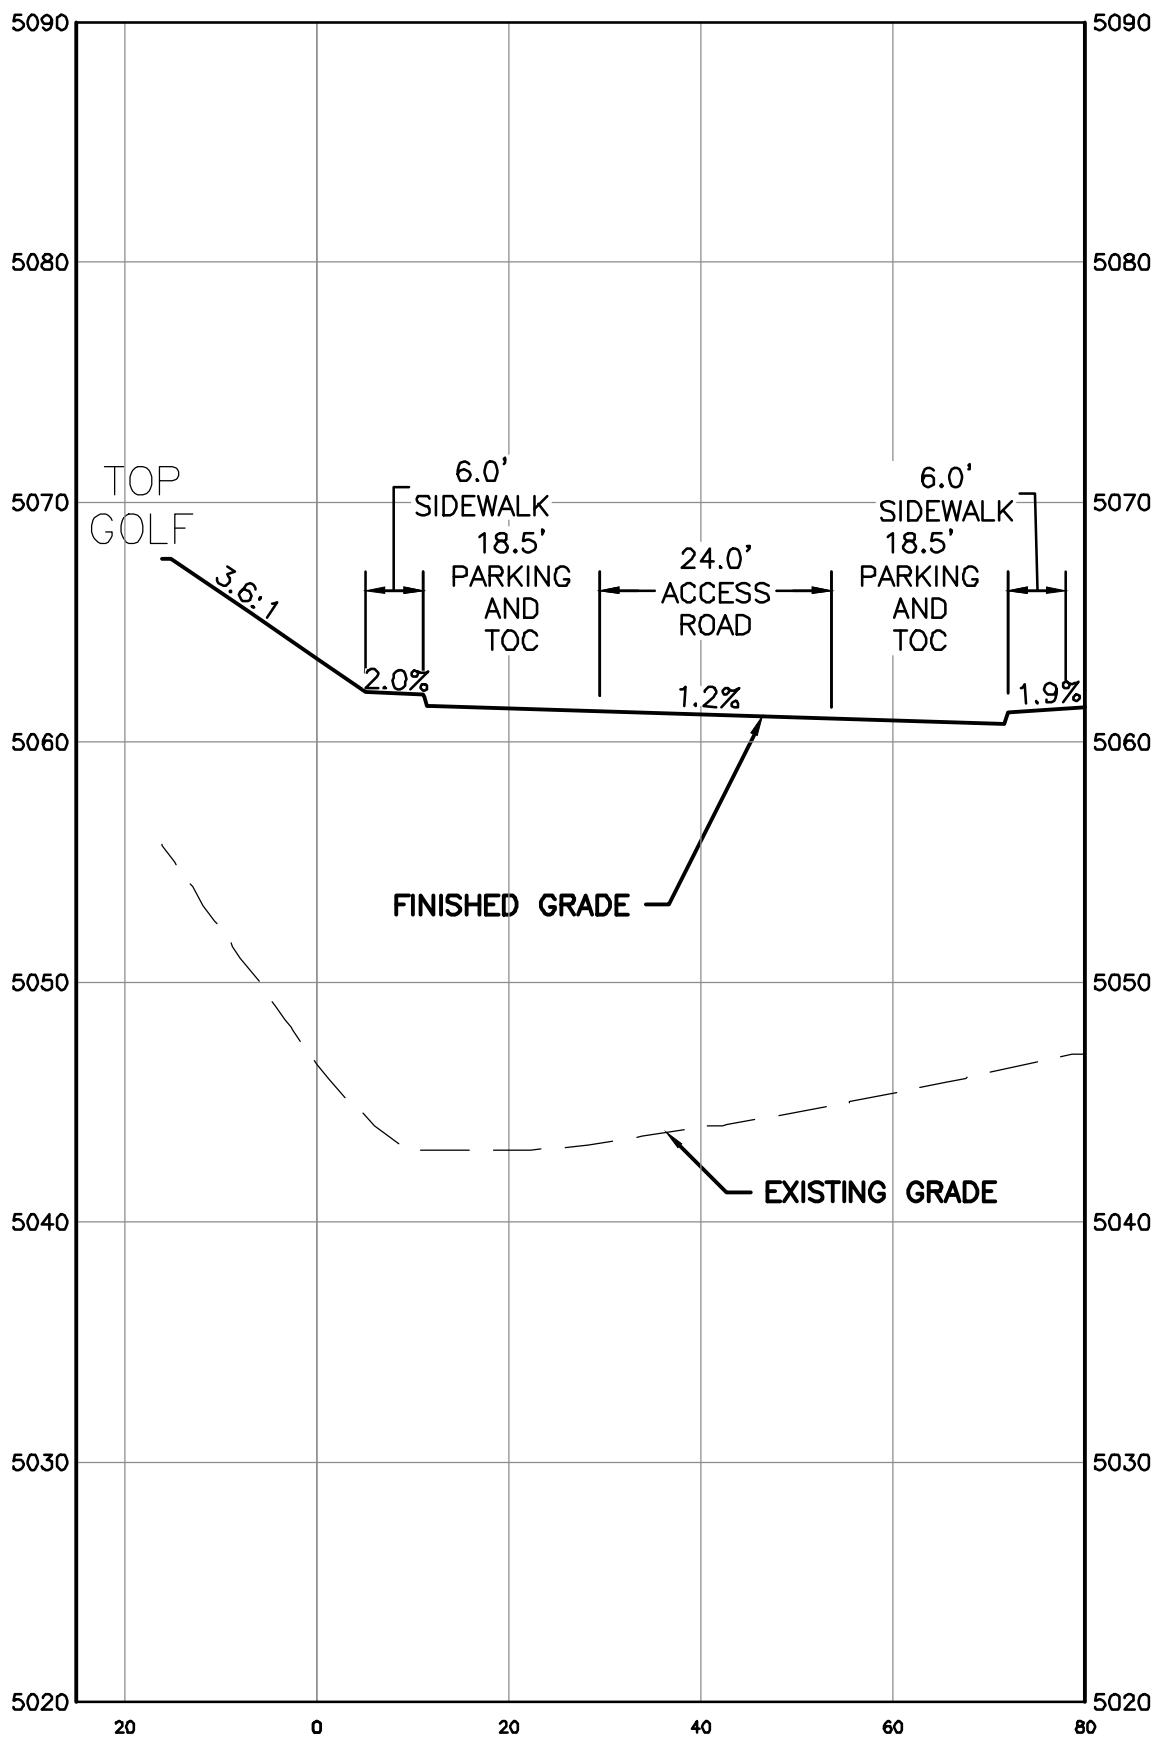 5090
5090
5080
5080
TOP
GOLF
6.0'
SIDEWALK
6.0'
SIDEWALK
5070
5070
18.5'
PARKING
AND
TOC
24.0'
ACCESS
ROAD
18.5'
PARKING
AND
TOC
3.6:1
2.0%
1.2%
1.9%
5060
5060
FINISHED GRADE
5050
5050
EXISTING GRADE
5040
5040
5030
5030
5020
5020
20
0
20
40
60
80